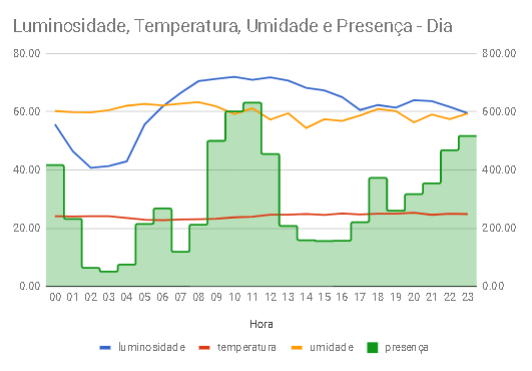 Luminosidade, Temperatura, Umidade e Presença - Dia
80.00 800.00
60.00 600.00
40.00 400.00
20.00 200.00
0.00 0.00
00 01 02 03 04 05 06 07 08 09 10 11 12 13 14 15 16 17 18 19 20 21 22 23
Hora
luminosidade temperatura umidade presença